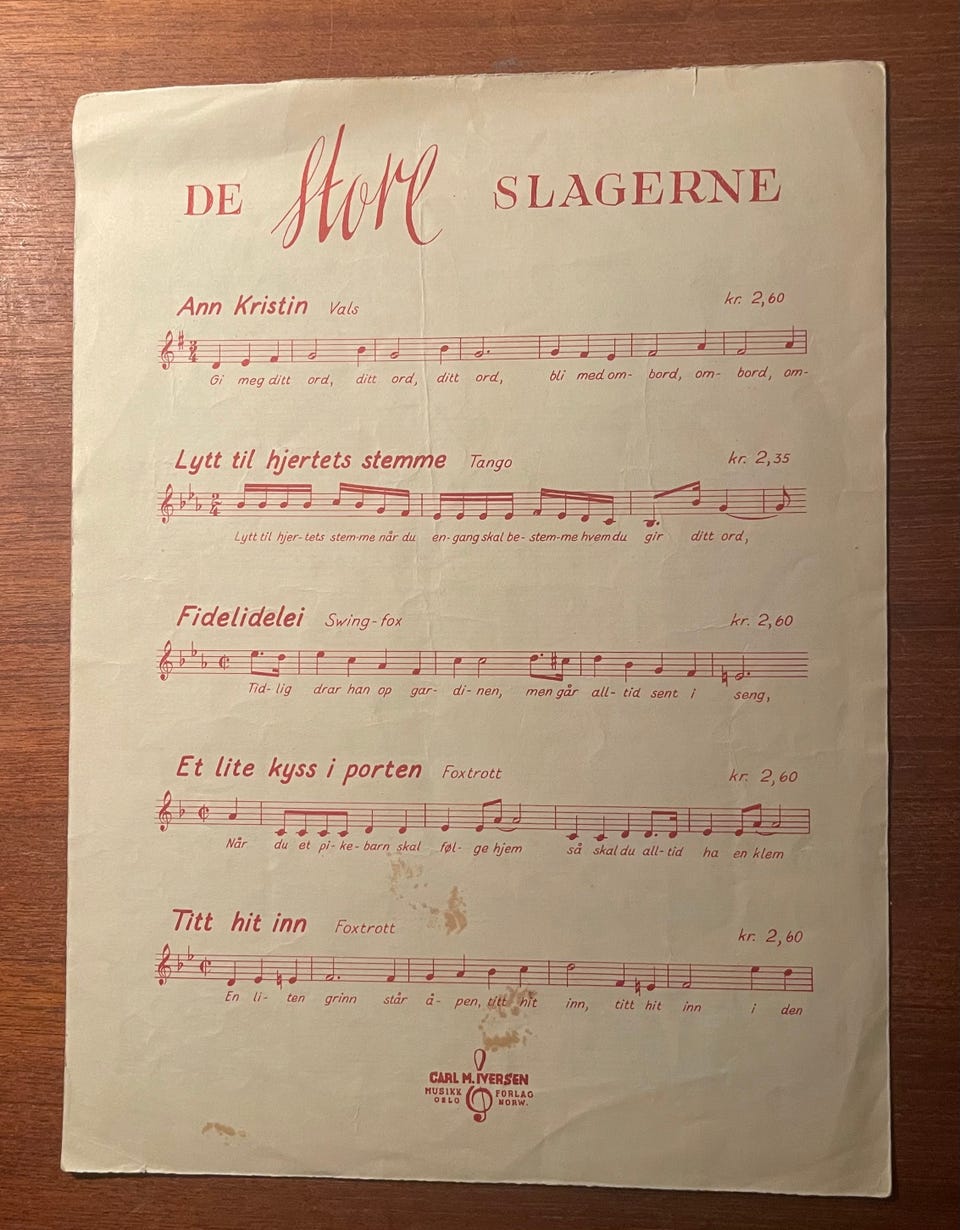 DE store SLAGERNE
Ann Kristin Vals kr. 2,60
3/4
Gi meg ditt ord, ditt ord, ditt ord, bli med om- bord, om- bord, om-
Lytt til hjertets stemme Tango kr. 2,35
2/4
Lytt til hjer-tets stem-me når du en-gang skal be-stem-me hvem du gir ditt ord,
Fidelidelei Swing-fox kr. 2,60
Tid-lig drar han op gar- di-nen, men går all-tid sent i seng,
Et lite kyss i porten Foxtrott kr. 2,60
Når du et pi-ke-barn skal føl-ge hjem så skal du all-tid ha en klem
Titt hit inn Foxtrott kr. 2,60
En li- ten grinn står å- pen, titt hit inn, titt hit inn i den
CARL M. IVERSEN
MUSIKK FORLAG
OSLO NORW.